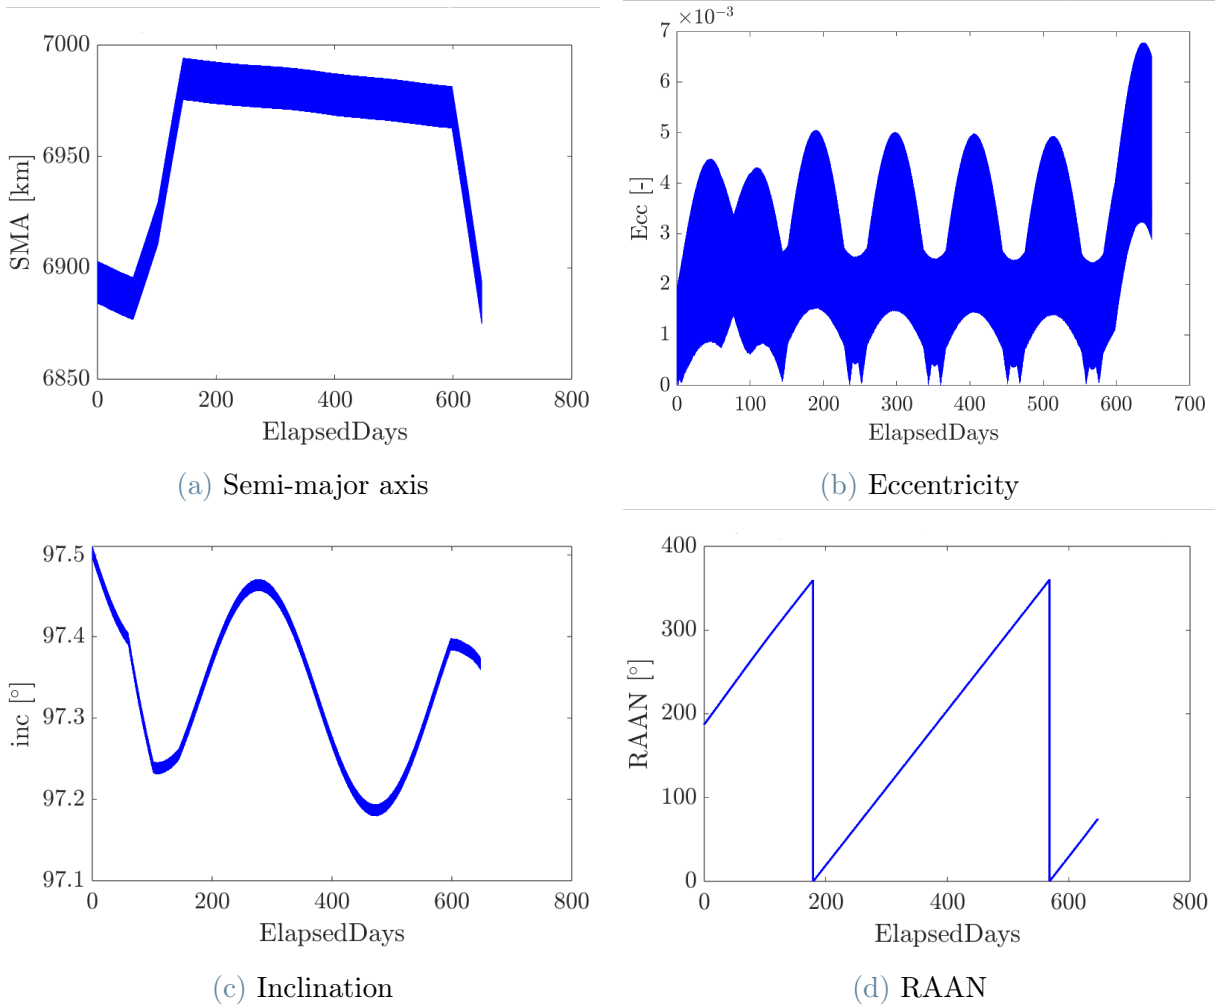 7000
6950
6900
6850
SMA [km]
0 200 400 600 800
ElapsedDays
(a) Semi-major axis
×10⁻³
7
6
5
4
3
2
1
0
Ecc [-]
0 100 200 300 400 500 600 700
ElapsedDays
(b) Eccentricity
97.5
97.4
97.3
97.2
97.1
inc [°]
0 200 400 600 800
ElapsedDays
(c) Inclination
400
300
200
100
0
RAAN [°]
0 200 400 600 800
ElapsedDays
(d) RAAN